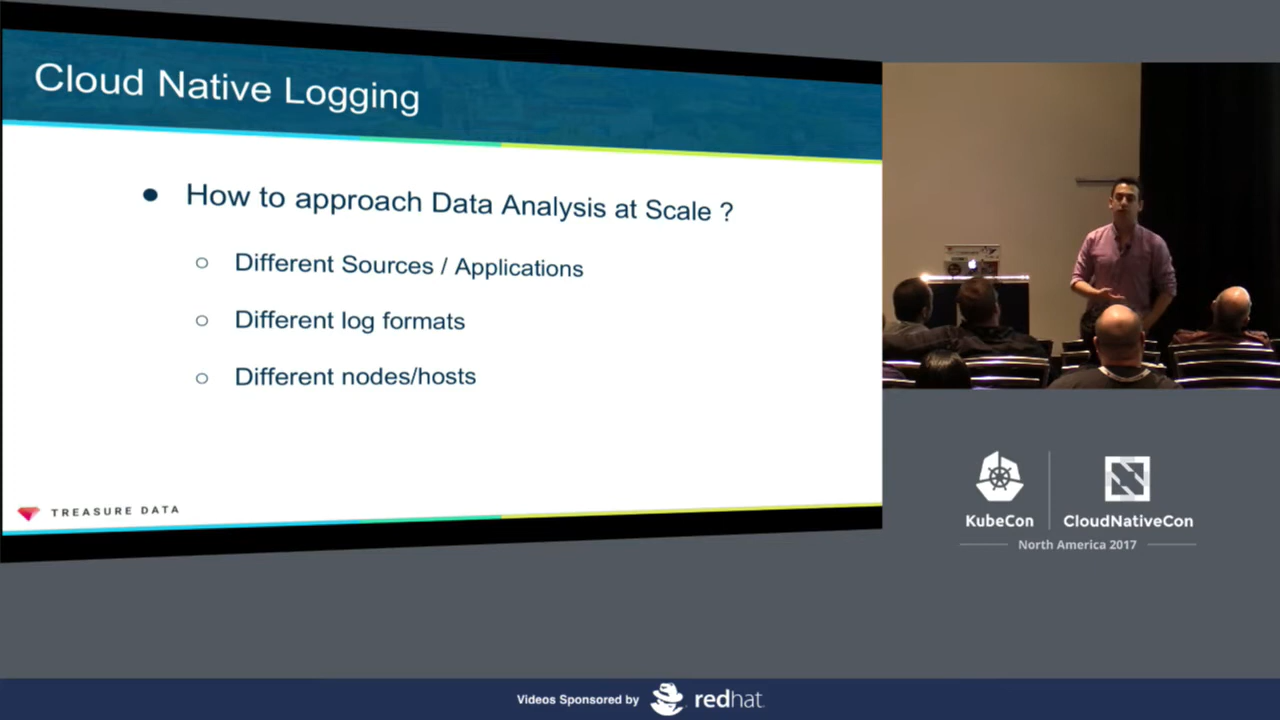 Cloud Native Logging
How to approach Data Analysis at Scale ?
Different Sources / Applications
Different log formats
Different nodes/hosts
TREASURE DATA
KubeCon
CloudNativeCon
North America 2017
Videos Sponsored by
redhat.